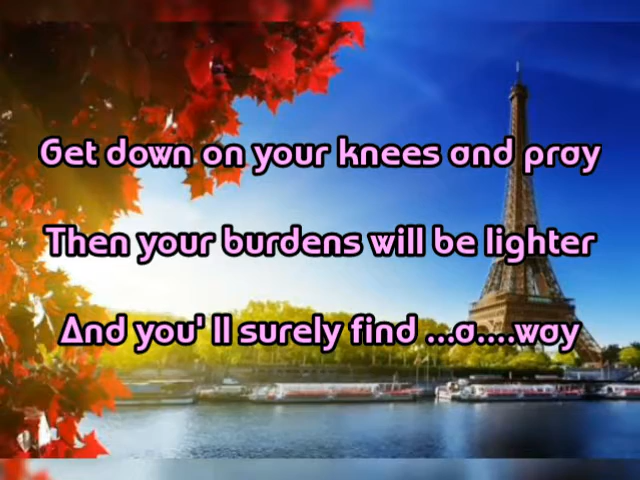 Get down on your knees and pray
Then your burdens will be lighter
And you' ll surely find ...a....way